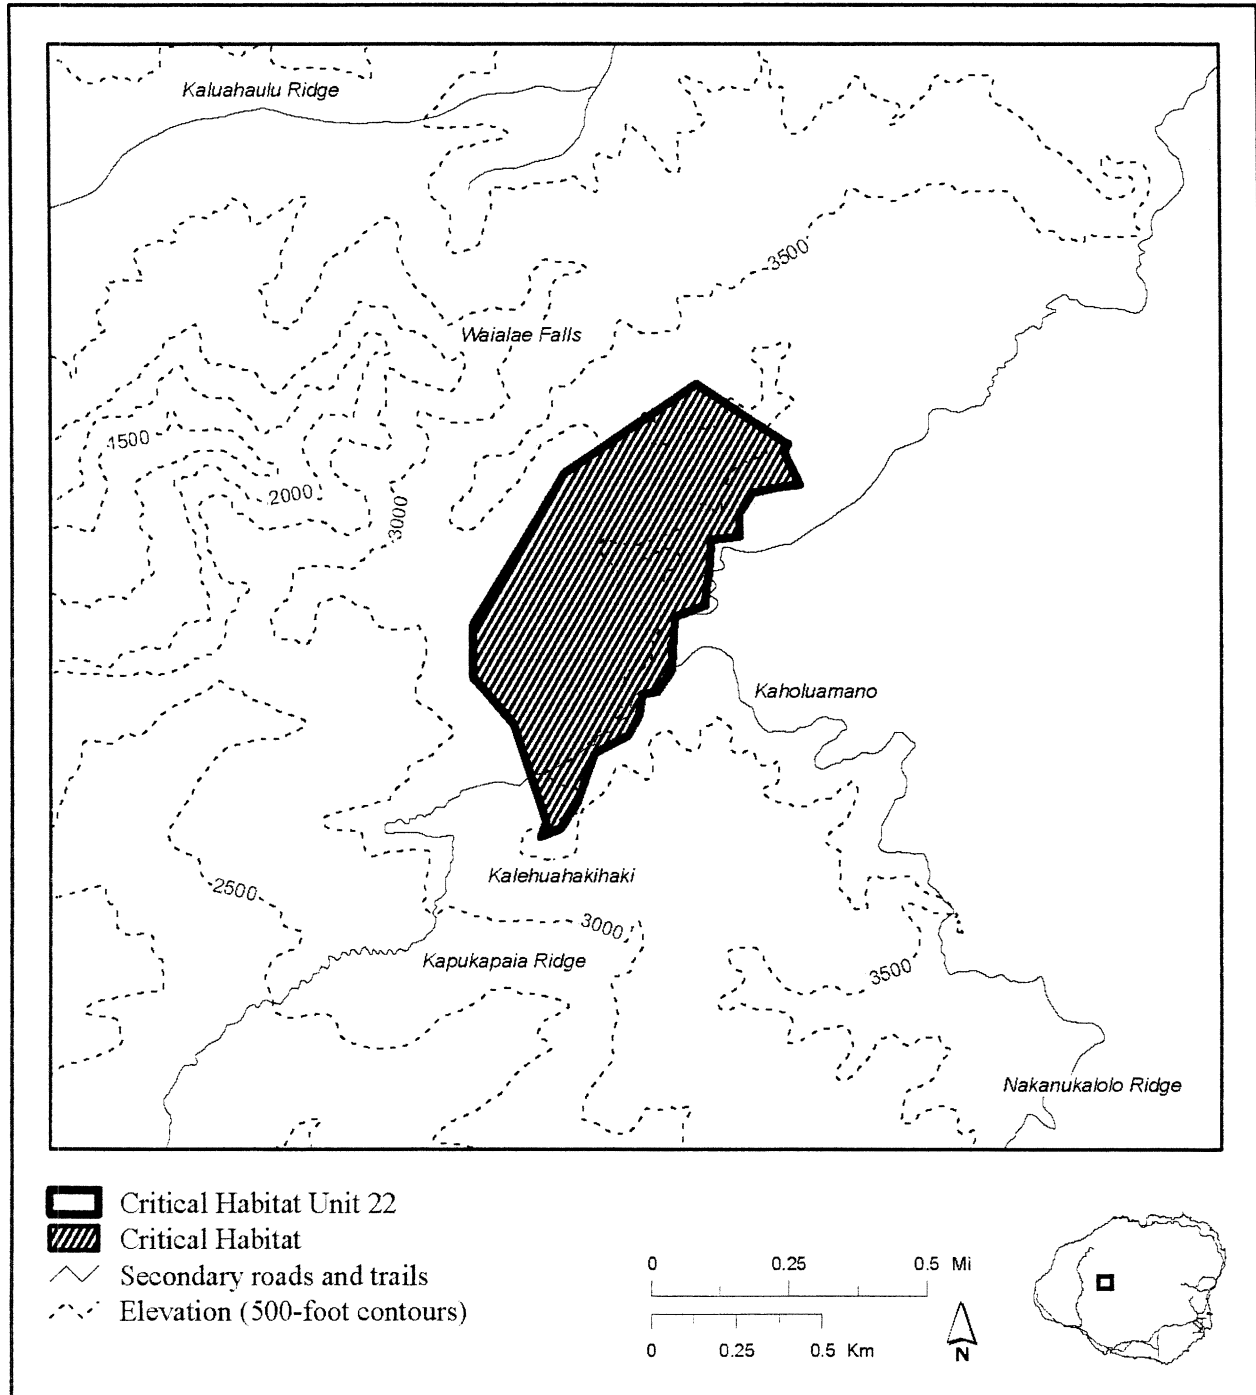 Kaluahaulu Ridge
3500
Waialae Falls
1500
2000
3000
Kaholuamano
Kalehuahakihaki
2500
3000
Kapukapaia Ridge
3500
Nakanukalolo Ridge
Critical Habitat Unit 22
Critical Habitat
Secondary roads and trails
Elevation (500-foot contours)
0 0.25 0.5 Mi
0 0.25 0.5 Km
N